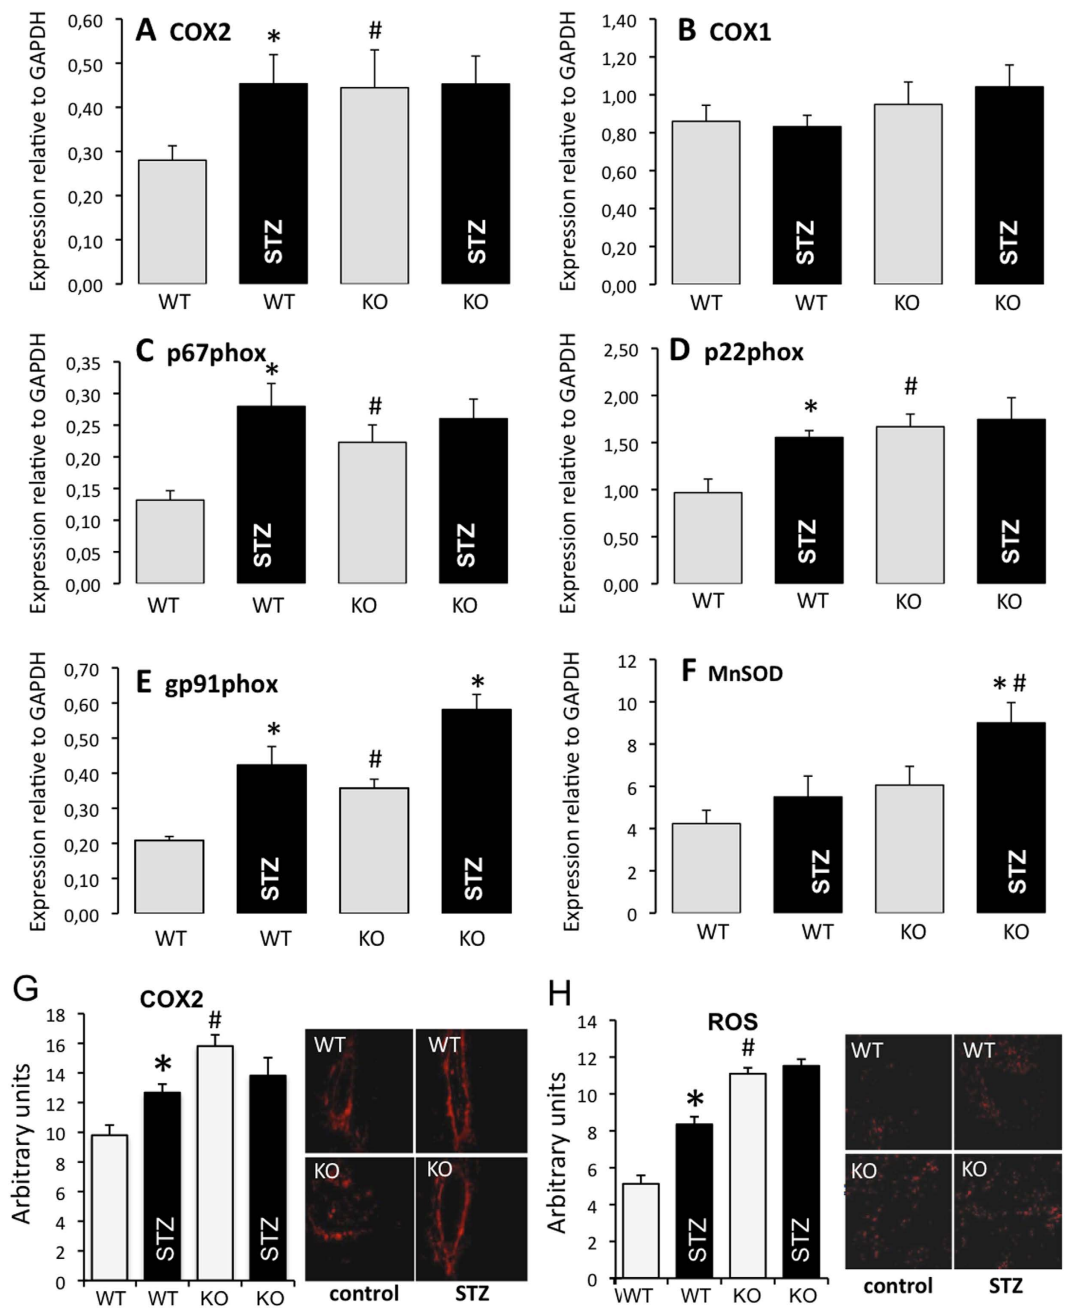 A COX2
Expression relative to GAPDH
0,60
0,50
0,40
0,30
0,20
0,10
0,00
*
#
STZ
STZ
WT WT KO KO
B COX1
Expression relative to GAPDH
1,40
1,20
1,00
0,80
0,60
0,40
0,20
0,00
STZ
STZ
WT WT KO KO
C p67phox
Expression relative to GAPDH
0,35
0,30
0,25
0,20
0,15
0,10
0,05
0,00
*
#
STZ
STZ
WT WT KO KO
D p22phox
Expression relative to GAPDH
2,50
2,00
1,50
1,00
0,50
0,00
*
#
STZ
STZ
WT WT KO KO
E gp91phox
Expression relative to GAPDH
0,70
0,60
0,50
0,40
0,30
0,20
0,10
0,00
*
#
*
STZ
STZ
WT WT KO KO
F MnSOD
Expression relative to GAPDH
12
10
8
6
4
2
0
* #
STZ
STZ
WT WT KO KO
G
COX2
Arbitrary units
18
16
14
12
10
8
6
4
2
0
*
#
STZ
STZ
WT WT KO KO
WT WT
KO KO
control STZ
H
ROS
Arbitrary units
14
12
10
8
6
4
2
0
*
#
STZ
STZ
WT WT KO KO
WT WT
KO KO
control STZ